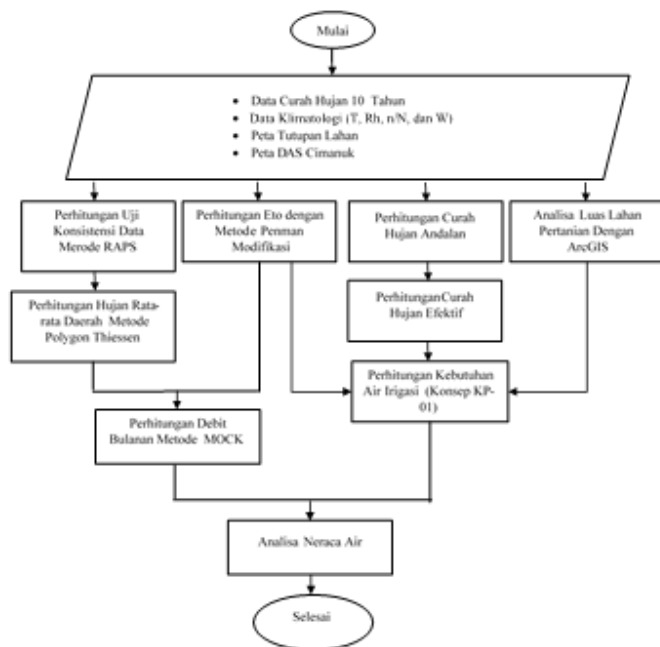 Mulai
• Data Curah Hujan 10 Tahun
• Data Klimatologi (T, Rh, n/N, dan W)
• Peta Tutupan Lahan
• Peta DAS Cimanuk
Perhitungan Uji
Konsistensi Data
Merode RAPS
Perhitungan Eto dengan
Metode Penman
Modifikasi
Perhitungan Curah
Hujan Andalan
Analisa Luas Lahan
Pertanian Dengan
ArcGIS
Perhitungan Hujan Rata-
rata Daerah Metode
Polygon Thiessen
PerhitunganCurah
Hujan Efektif
Perhitungan Kebutuhan
Air Irigasi (Konsep KP-
01)
Perhitungan Debit
Bulanan Metode MOCK
Analisa Neraca Air
Selesai